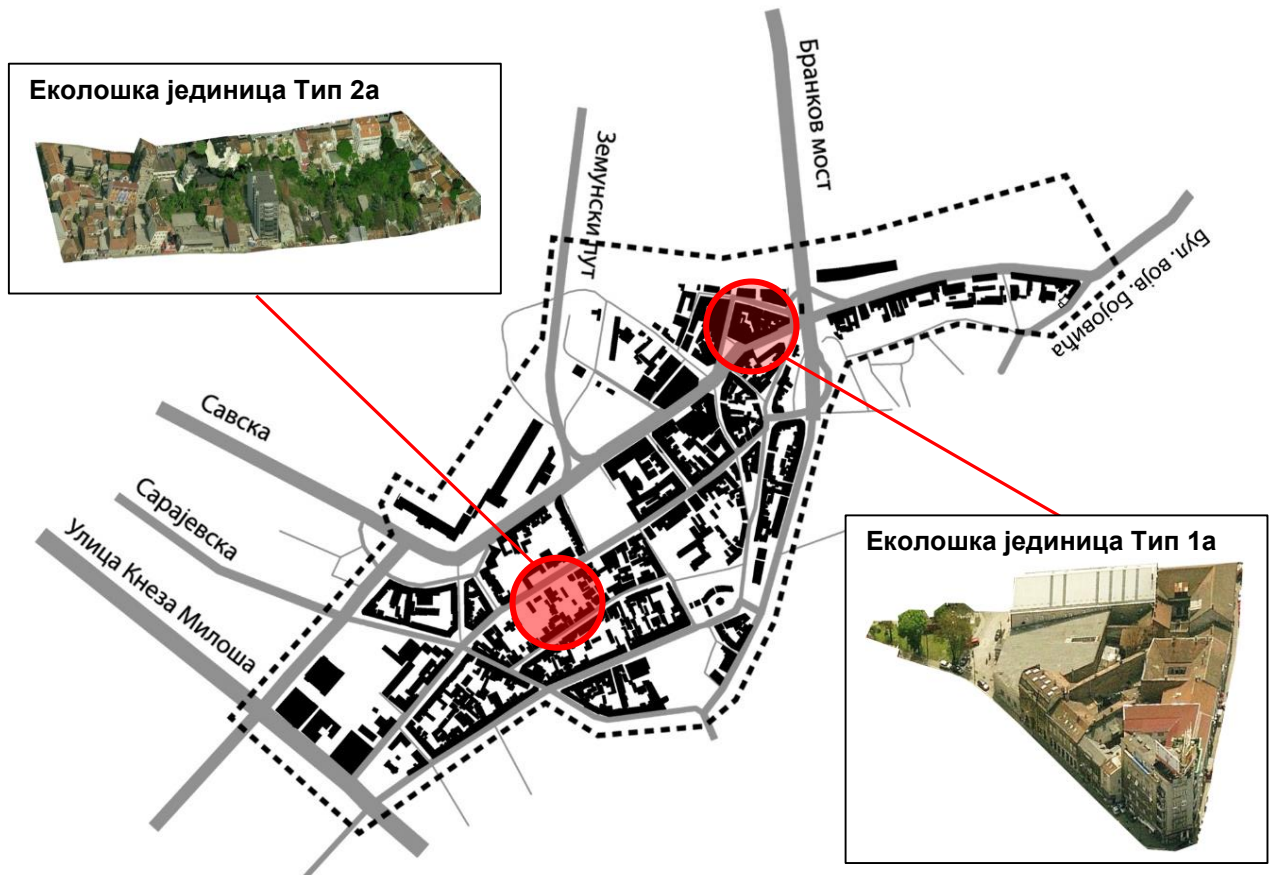 Еколошка јединица Тип 2а
Земунски пут
Бранков мост
Бул. војв. Бојовића
Савска
Сарајевска
Улица Кнеза Милоша
Еколошка јединица Тип 1а